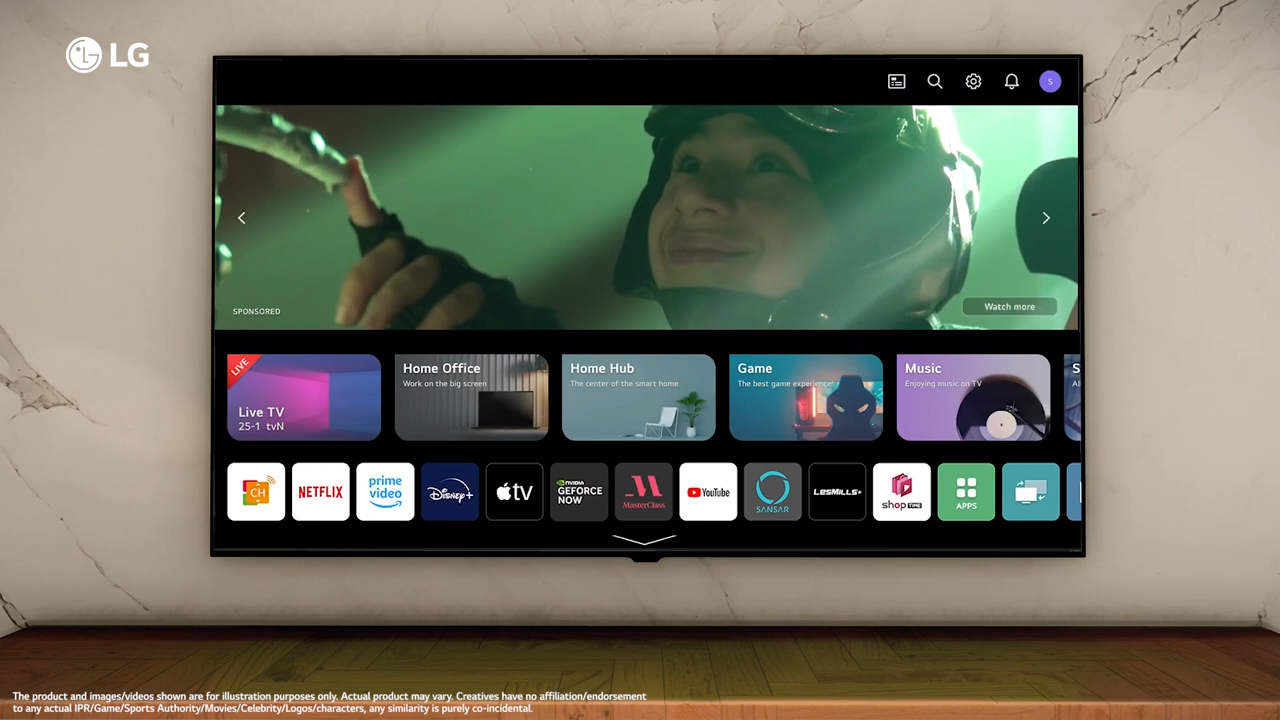 LG
S
SPONSORED
Watch more
LIVE
Live TV
25-1 tvN
Home Office
Work on the big screen
Home Hub
The center of the smart home
Game
The best game experience
Music
Enjoying music on TV
S
Al
CH
NETFLIX
prime video
Disney+
tv
NVIDIA GEFORCE NOW
MasterClass
YouTube
SANSAR
LESMILLS+
shop TIME
APPS
The product and images/videos shown are for illustration purposes only. Actual product may vary. Creatives have no affiliation/endorsement
to any actual IPR/Game/Sports Authority/Movies/Celebrity/Logos/characters, any similarity is purely co-incidental.